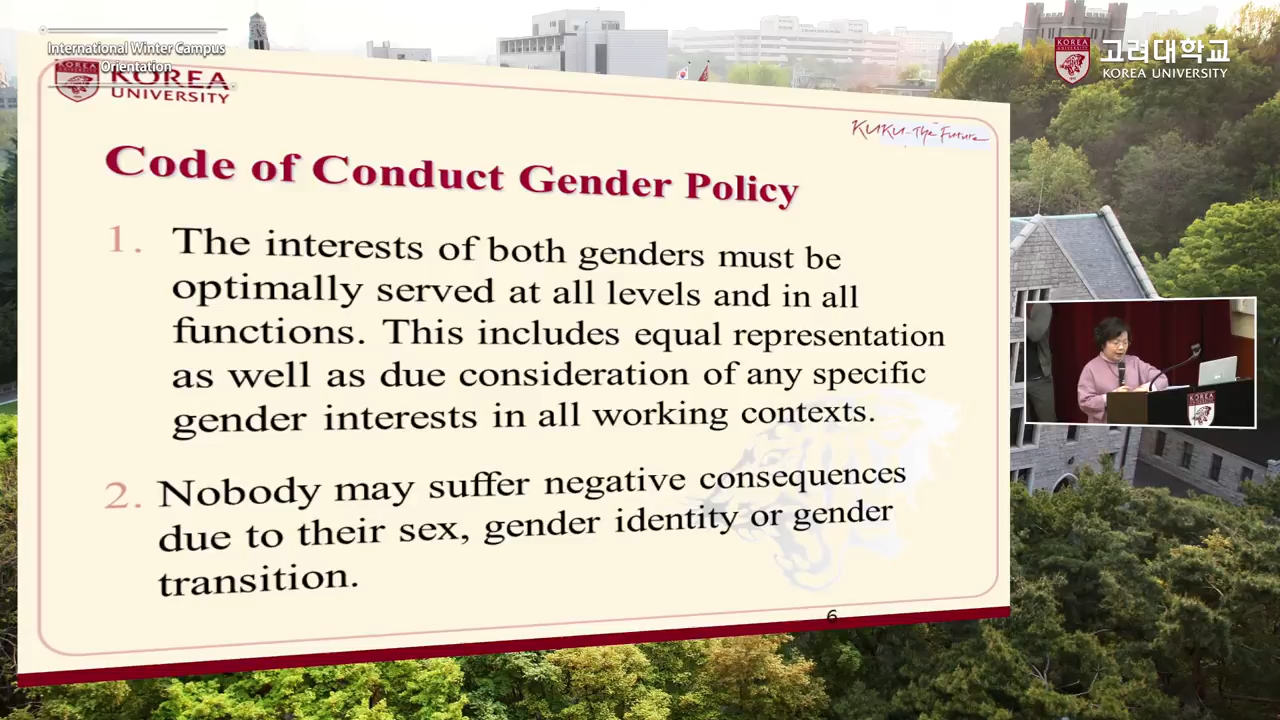 International Winter Campus
Orientation
KOREA
UNIVERSITY
KOREA
고려대학교
KOREA UNIVERSITY
KUKU-The Future
Code of Conduct Gender Policy
1. The interests of both genders must be
optimally served at all levels and in all
functions. This includes equal representation
as well as due consideration of any specific
gender interests in all working contexts.
2. Nobody may suffer negative consequences
due to their sex, gender identity or gender
transition.
6
KOREA